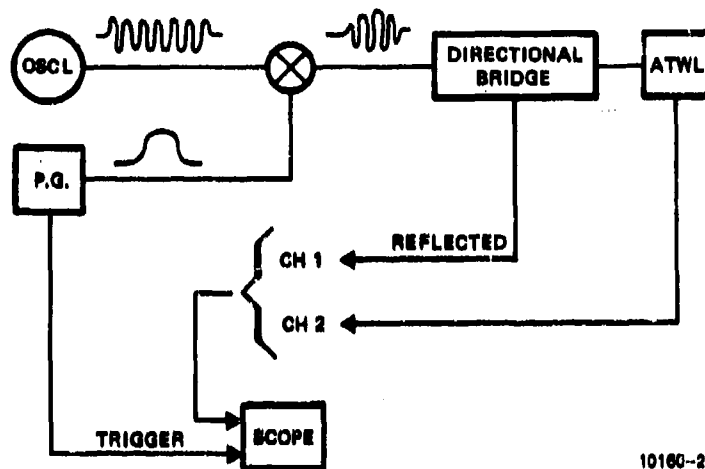 OSCL
DIRECTIONAL
BRIDGE
ATWL
P.G.
REFLECTED
CH 1
CH 2
TRIGGER
SCOPE
10160-2